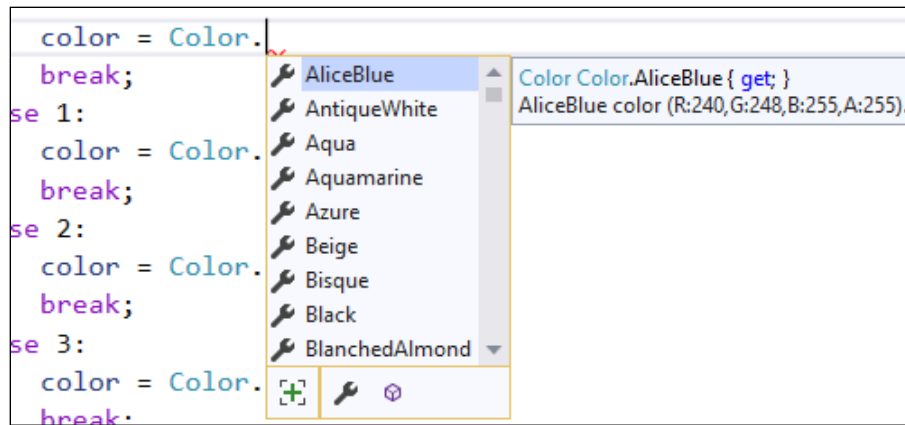 color = Color.
break;
se 1:
color = Color.
break;
se 2:
color = Color.
break;
se 3:
color = Color.
break;
AliceBlue
AntiqueWhite
Aqua
Aquamarine
Azure
Beige
Bisque
Black
BlanchedAlmond
Color Color.AliceBlue { get; }
AliceBlue color (R:240,G:248,B:255,A:255).